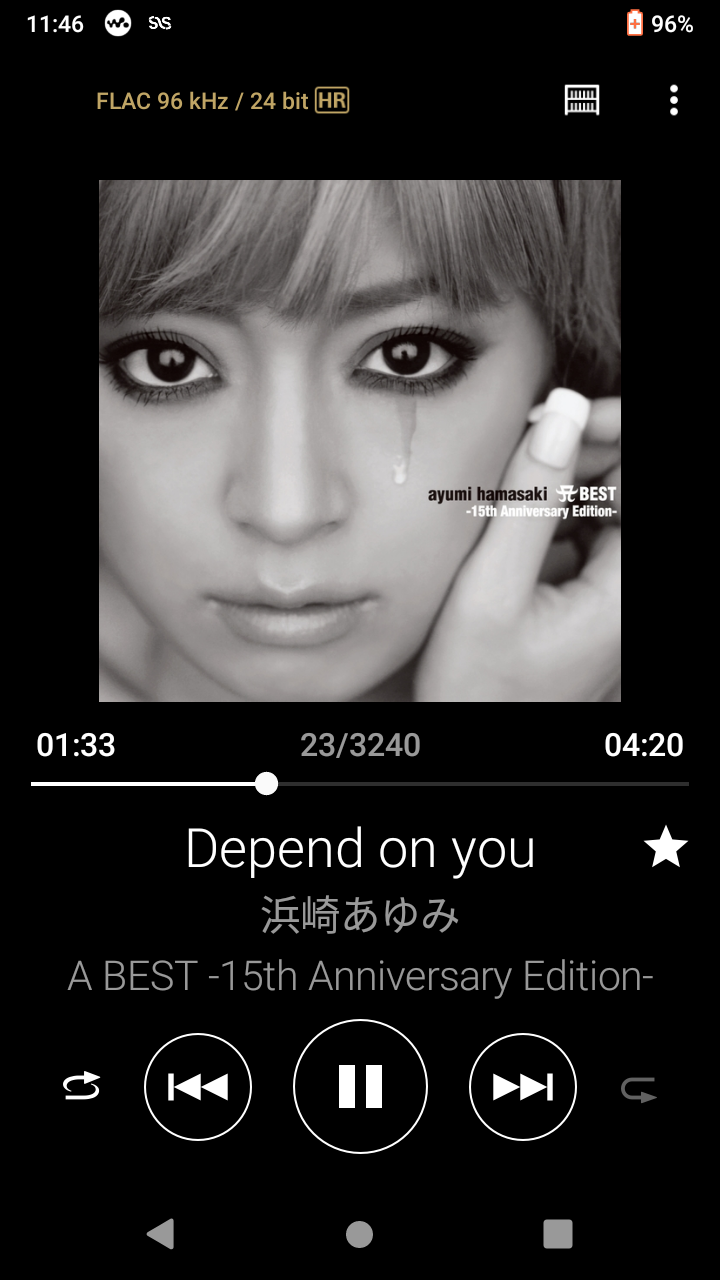 11:46
96%
FLAC 96 kHz / 24 bit HR
ayumi hamasaki A BEST
-15th Anniversary Edition-
01:33 23/3240 04:20
Depend on you
浜崎あゆみ
A BEST -15th Anniversary Edition-